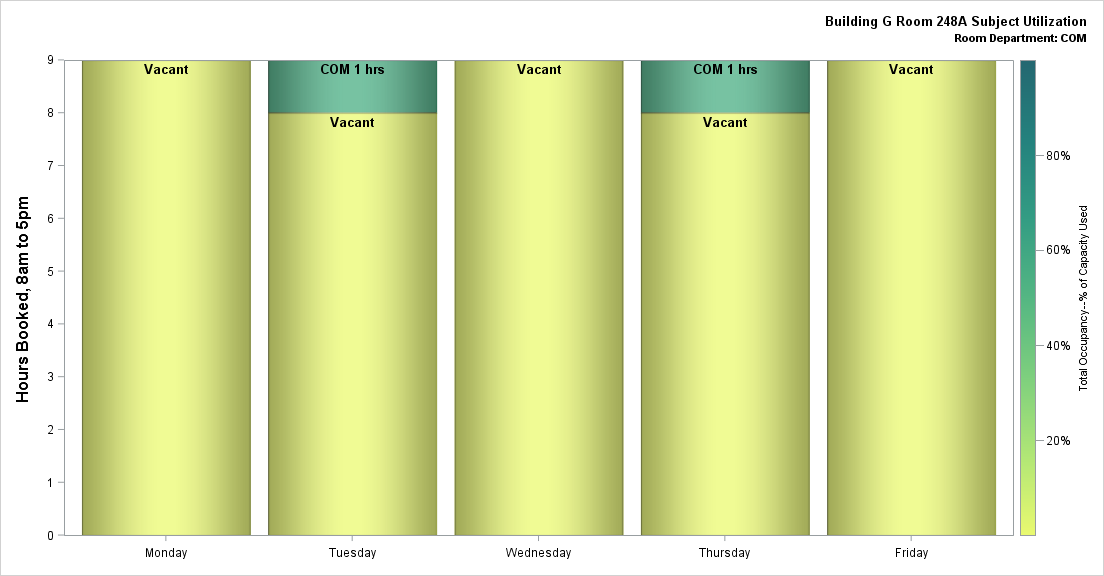 Building G Room 248A Subject Utilization
Room Department: COM
Hours Booked, 8am to 5pm
9
8
7
6
5
4
3
2
1
0
Vacant
COM 1 hrs
Vacant
Vacant
COM 1 hrs
Vacant
Vacant
Monday
Tuesday
Wednesday
Thursday
Friday
80%
60%
40%
20%
Total Occupancy--% of Capacity Used